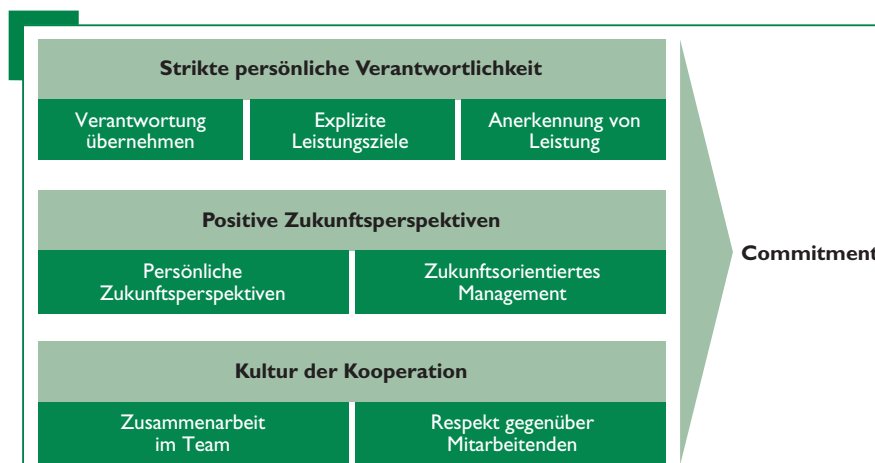 Strikte persönliche Verantwortlichkeit
Verantwortung
übernehmen
Explizite
Leistungsziele
Anerkennung von
Leistung
Positive Zukunftsperspektiven
Persönliche
Zukunftsperspektiven
Zukunftsorientiertes
Management
Commitment
Kultur der Kooperation
Zusammenarbeit
im Team
Respekt gegenüber
Mitarbeitenden